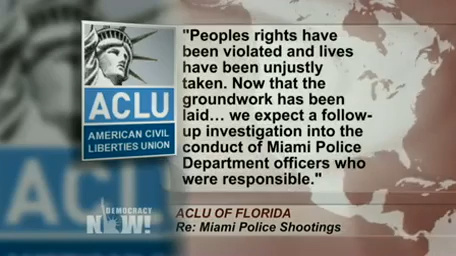 "Peoples rights have
been violated and lives
have been unjustly
taken. Now that the
groundwork has been
laid... we expect a follow-
up investigation into the
conduct of Miami Police
Department officers who
were responsible."
ACLU
AMERICAN CIVIL
LIBERTIES UNION
ACLU
DEMOCRACY
NOW!
ACLU OF FLORIDA
Re: Miami Police Shootings